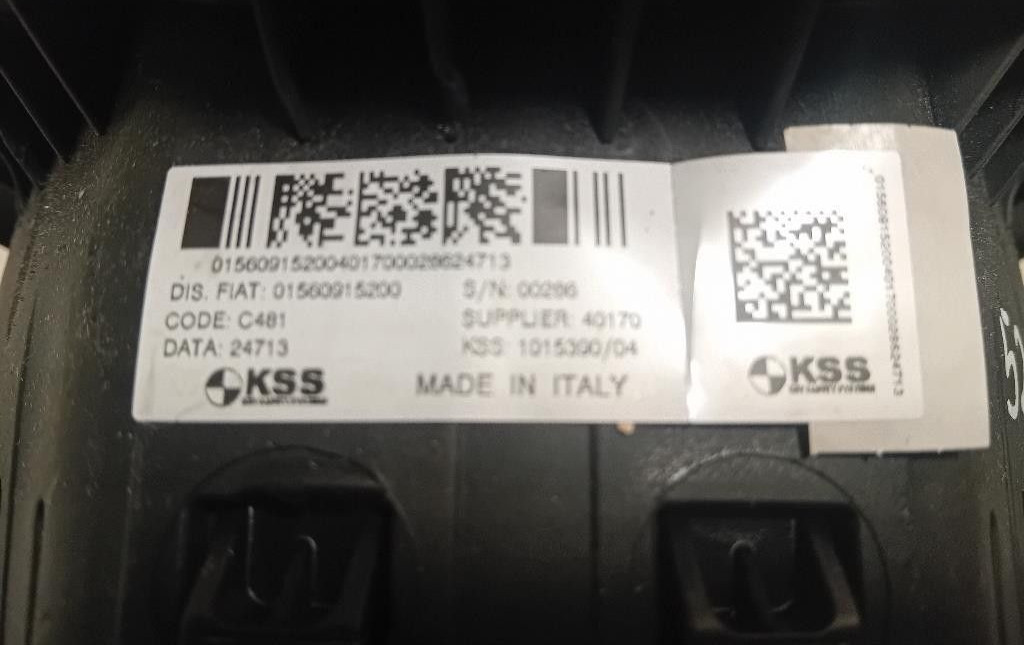 01560915200401700028624713
DIS. FIAT: 01560915200 S/N: 00286
CODE: C481 SUPPLIER: 40170
DATA: 24713 KSS: 1015390/04
KSS
MADE IN ITALY
KSS
01560915200401700028624713